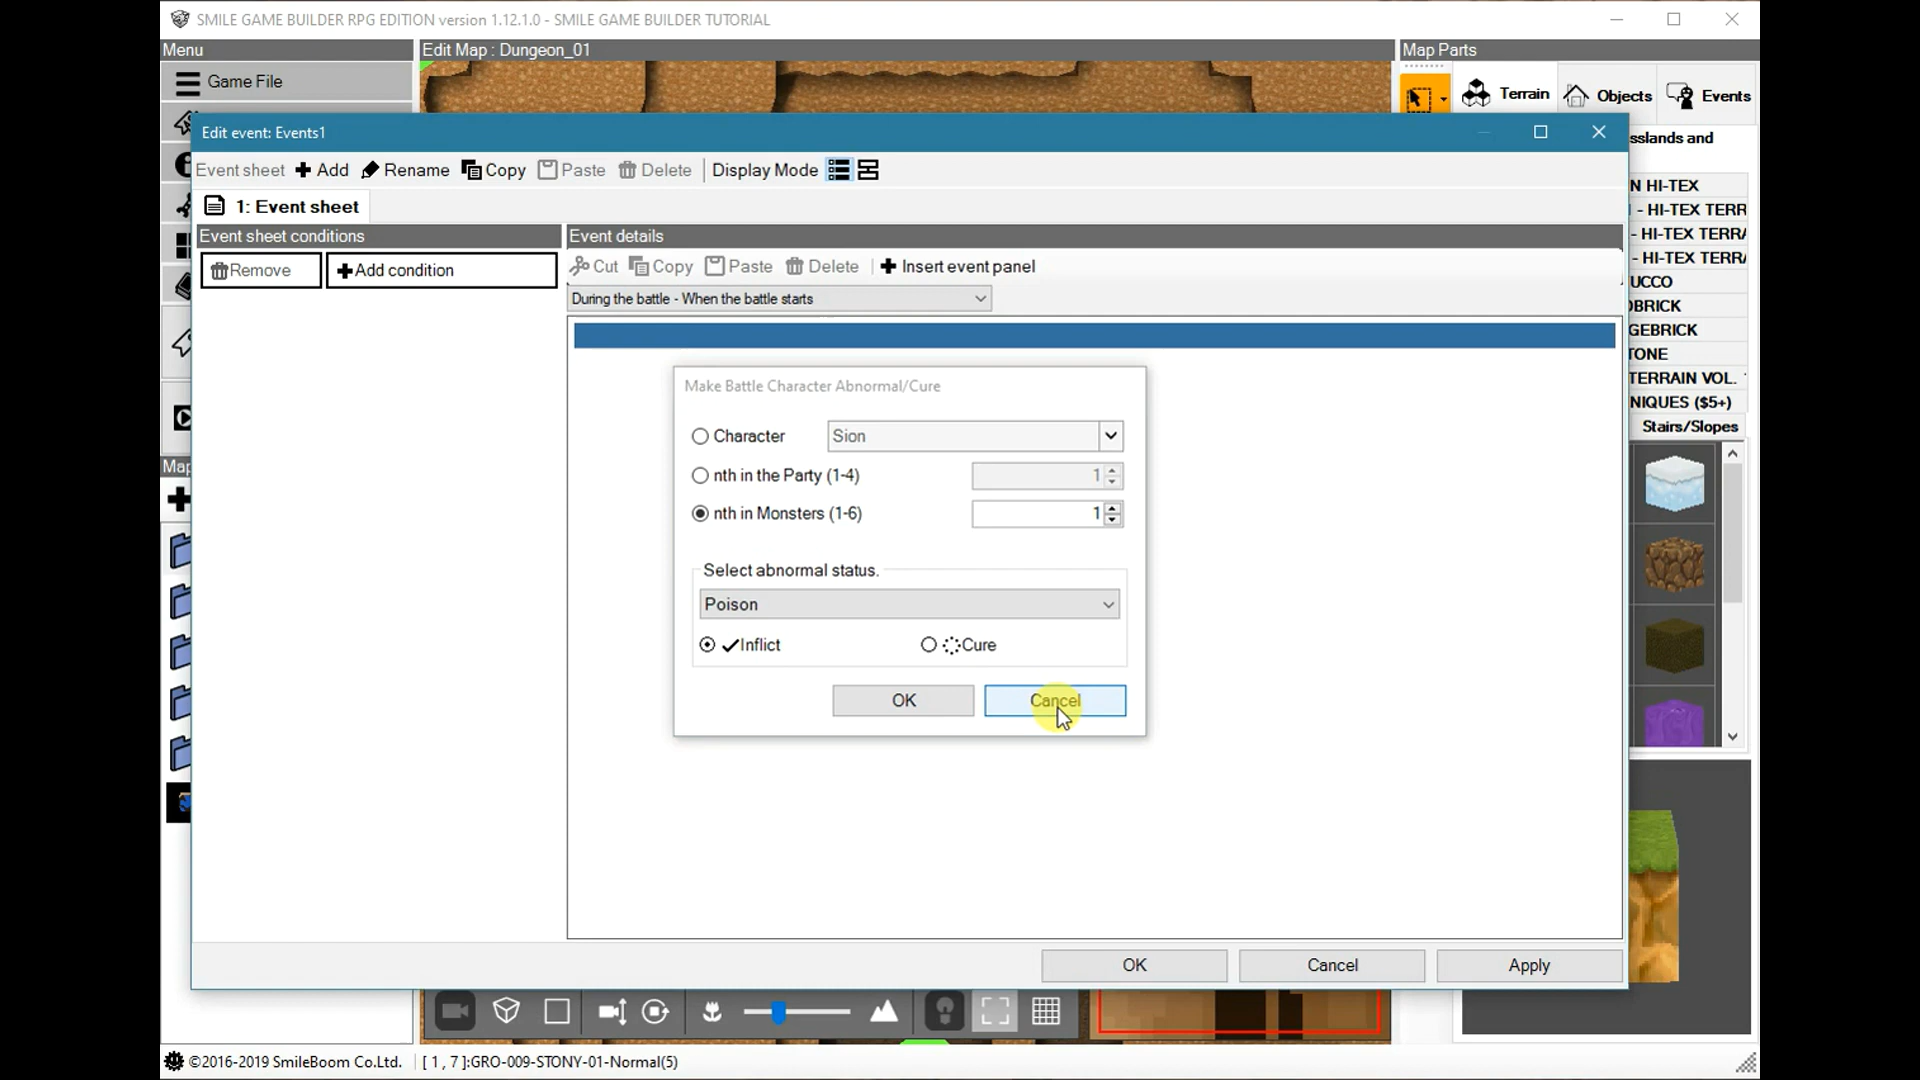 SMILE GAME BUILDER RPG EDITION version 1.12.1.0 - SMILE GAME BUILDER TUTORIAL
Menu
Edit Map : Dungeon_01
Map Parts
Game File
Terrain
Objects
Events
Edit event: Events1
sslands and
Event sheet
Add
Rename
Copy
Paste
Delete
Display Mode
N HI-TEX
1: Event sheet
- HI-TEX TERR
Event sheet conditions
Event details
- HI-TEX TERRA
Remove
Add condition
Cut
Copy
Paste
Delete
Insert event panel
- HI-TEX TERRA
UCCO
During the battle - When the battle starts
OBRICK
GEBRICK
TONE
TERRAIN VOL.
NIQUES ($5+)
Stairs/Slopes
Make Battle Character Abnormal/Cure
Character
Sion
Map
nth in the Party (1-4)
1
nth in Monsters (1-6)
1
Select abnormal status.
Poison
Inflict
Cure
OK
Cancel
OK
Cancel
Apply
©2016-2019 SmileBoom Co.Ltd.
[ 1 , 7 ]:GRO-009-STONY-01-Normal(5)